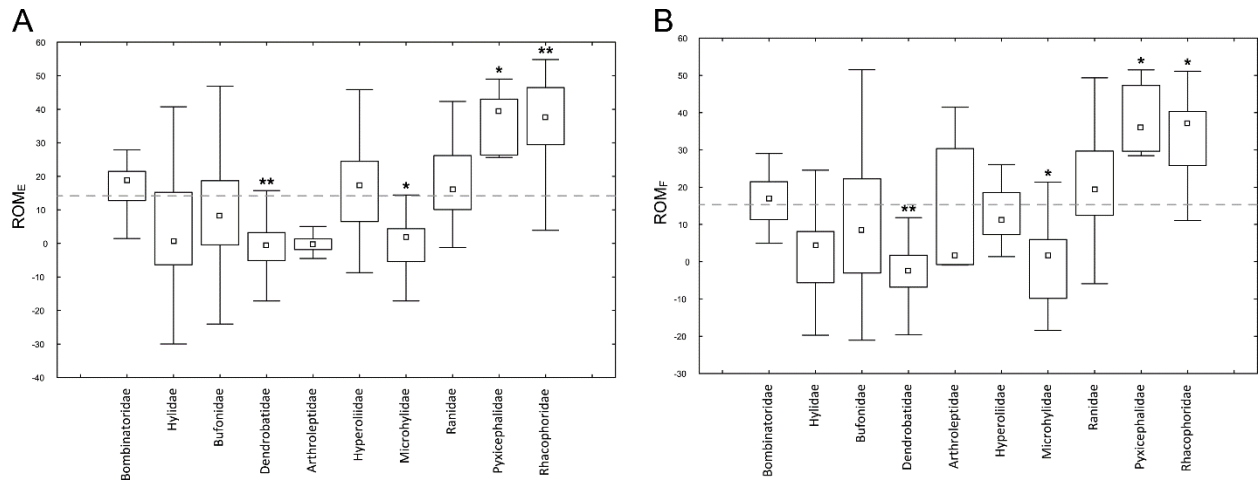 A
ROME
60
50
40
30
20
10
0
-10
-20
-30
-40
** * * **
Bombinatoridae
Hylidae
Bufonidae
Dendrobatidae
Arthroleptidae
Hyperoliidae
Microhylidae
Ranidae
Pyxicephalidae
Rhacophoridae
B
ROMF
60
50
40
30
20
10
0
-10
-20
-30
** * * *
Bombinatoridae
Hylidae
Bufonidae
Dendrobatidae
Arthroleptidae
Hyperoliidae
Microhylidae
Ranidae
Pyxicephalidae
Rhacophoridae